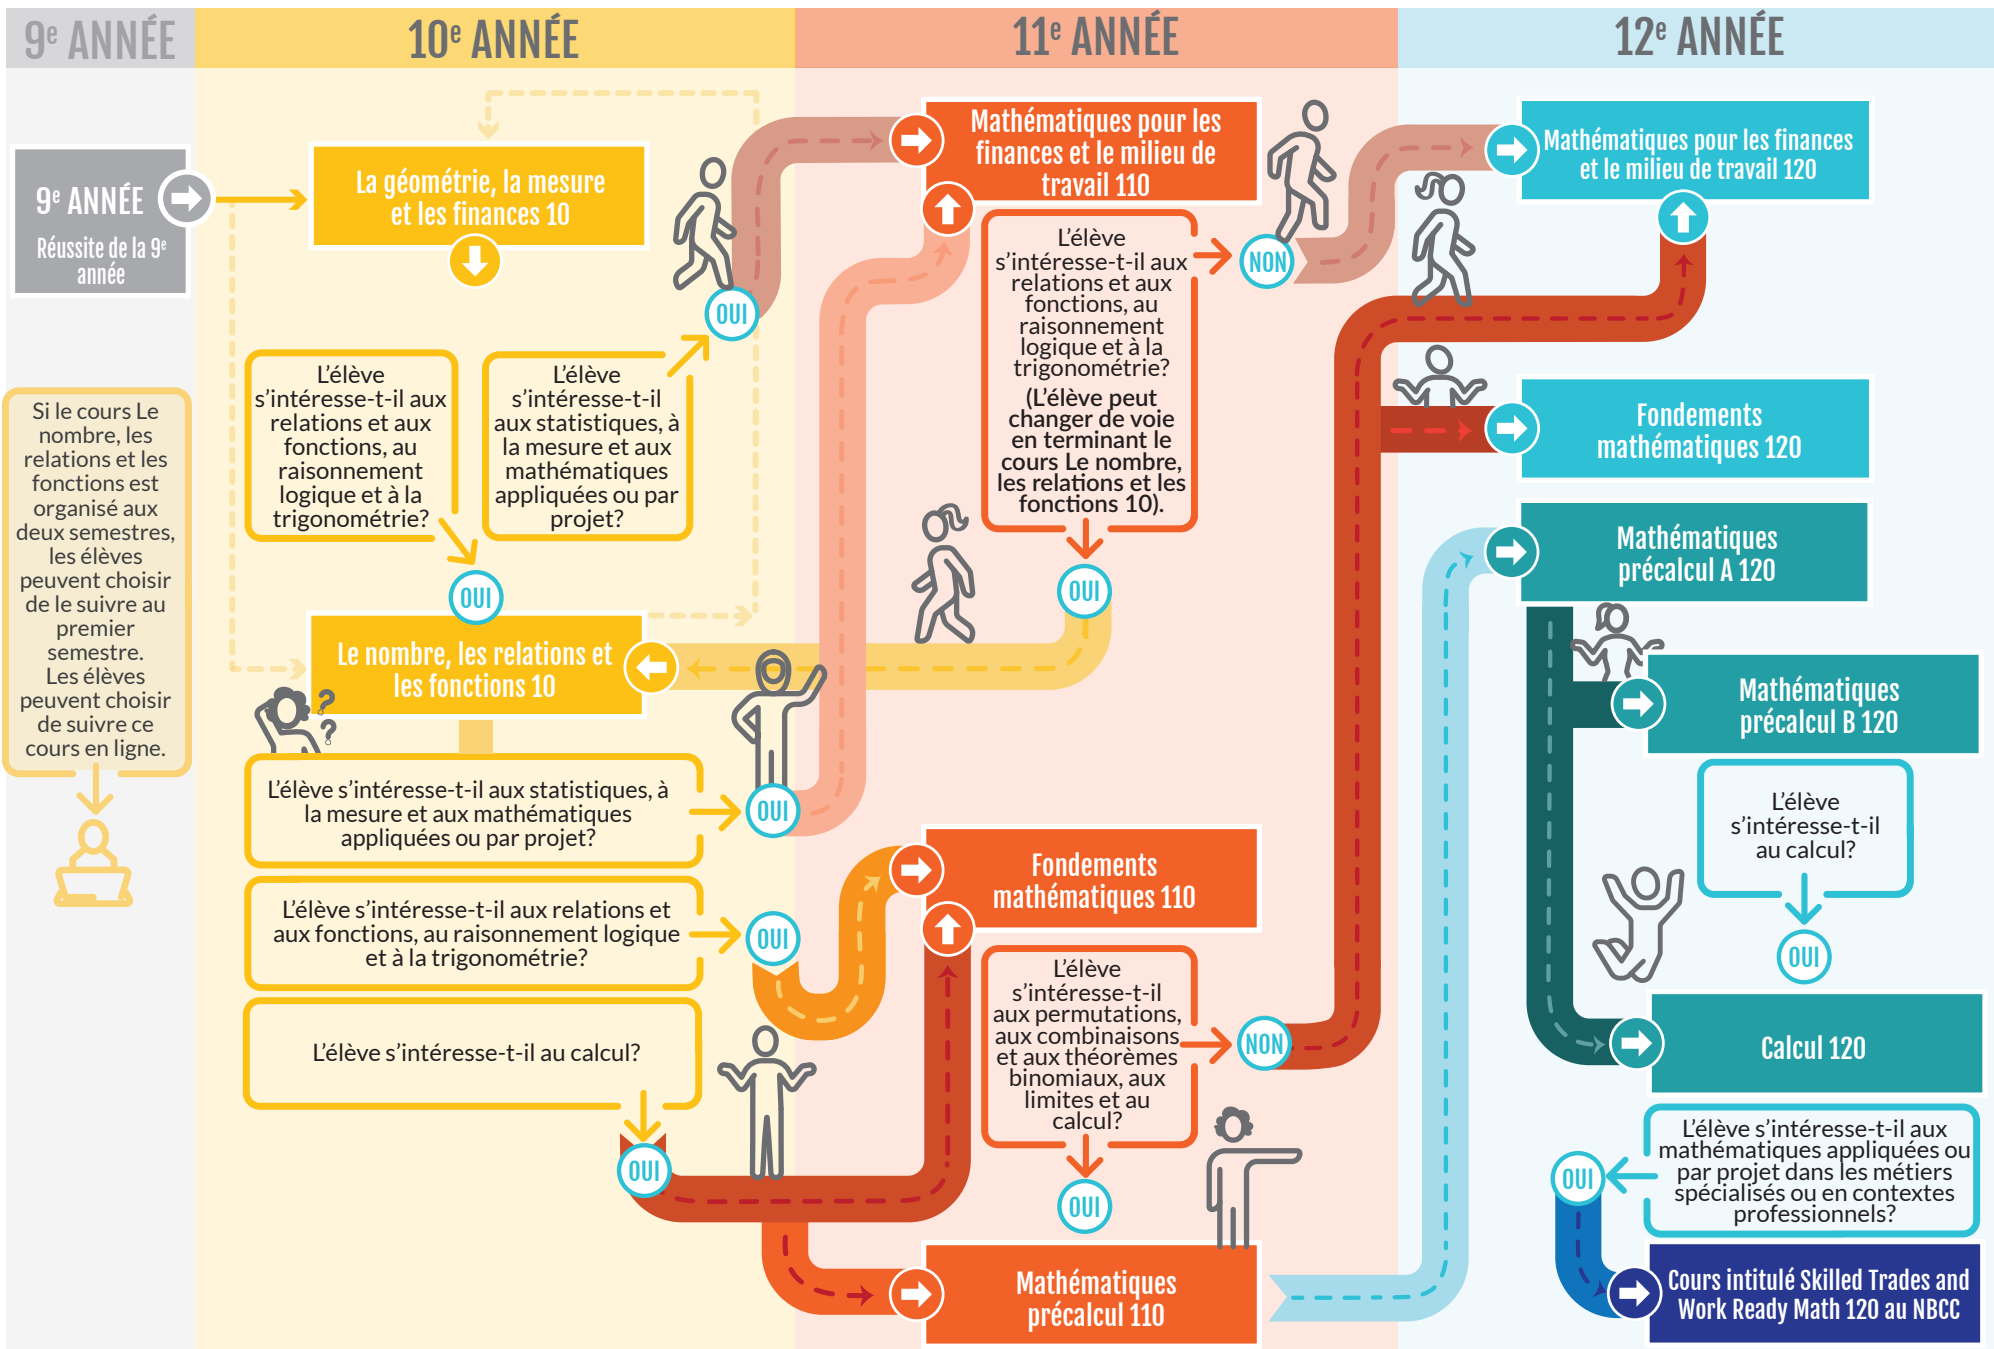 9e ANNÉE
10e ANNÉE
11e ANNÉE
12e ANNÉE
9e ANNÉE
Réussite de la 9e
année
Si le cours Le
nombre, les
relations et les
fonctions est
organisé aux
deux semestres,
les élèves
peuvent choisir
de le suivre au
premier
semestre.
Les élèves
peuvent choisir
de suivre ce
cours en ligne.
La géométrie, la mesure
et les finances 10
L'élève
s'intéresse-t-il aux
relations et aux
fonctions, au
raisonnement
logique et à la
trigonométrie?
OUI
L'élève
s'intéresse-t-il
aux statistiques, à
la mesure et aux
mathématiques
appliquées ou par
projet?
OUI
Le nombre, les relations et
les fonctions 10
? ?
L'élève s'intéresse-t-il aux statistiques, à
la mesure et aux mathématiques
appliquées ou par projet?
OUI
L'élève s'intéresse-t-il aux relations et
aux fonctions, au raisonnement logique
et à la trigonométrie?
OUI
L'élève s'intéresse-t-il au calcul?
OUI
Mathématiques pour les
finances et le milieu de
travail 110
L'élève
s'intéresse-t-il aux
relations et aux
fonctions, au
raisonnement
logique et à la
trigonométrie?
(L'élève peut
changer de voie
en terminant le
cours Le nombre,
les relations et les
fonctions 10).
NON
OUI
Fondements
mathématiques 110
L'élève
s'intéresse-t-il
aux permutations,
aux combinaisons
et aux théorèmes
binomiaux, aux
limites et au
calcul?
NON
OUI
Mathématiques
précalcul 110
Mathématiques pour les finances
et le milieu de travail 120
Fondements
mathématiques 120
Mathématiques
précalcul A 120
Mathématiques
précalcul B 120
L'élève
s'intéresse-t-il
au calcul?
OUI
Calcul 120
L'élève s'intéresse-t-il aux
mathématiques appliquées ou
par projet dans les métiers
spécialisés ou en contextes
professionnels?
OUI
Cours intitulé Skilled Trades and
Work Ready Math 120 au NBCC